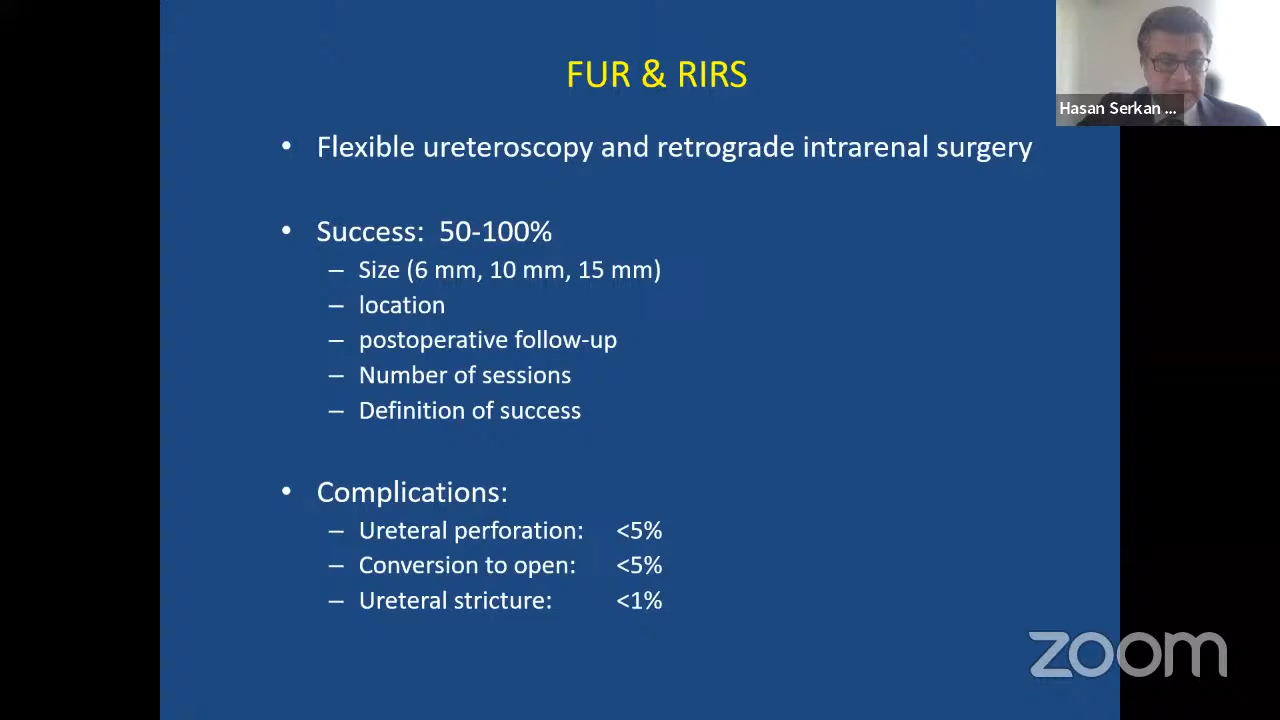 FUR & RIRS
Hasan Serkan ...
• Flexible ureteroscopy and retrograde intrarenal surgery
• Success: 50-100%
– Size (6 mm, 10 mm, 15 mm)
– location
– postoperative follow-up
– Number of sessions
– Definition of success
• Complications:
– Ureteral perforation: <5%
– Conversion to open: <5%
– Ureteral stricture: <1%
zoom